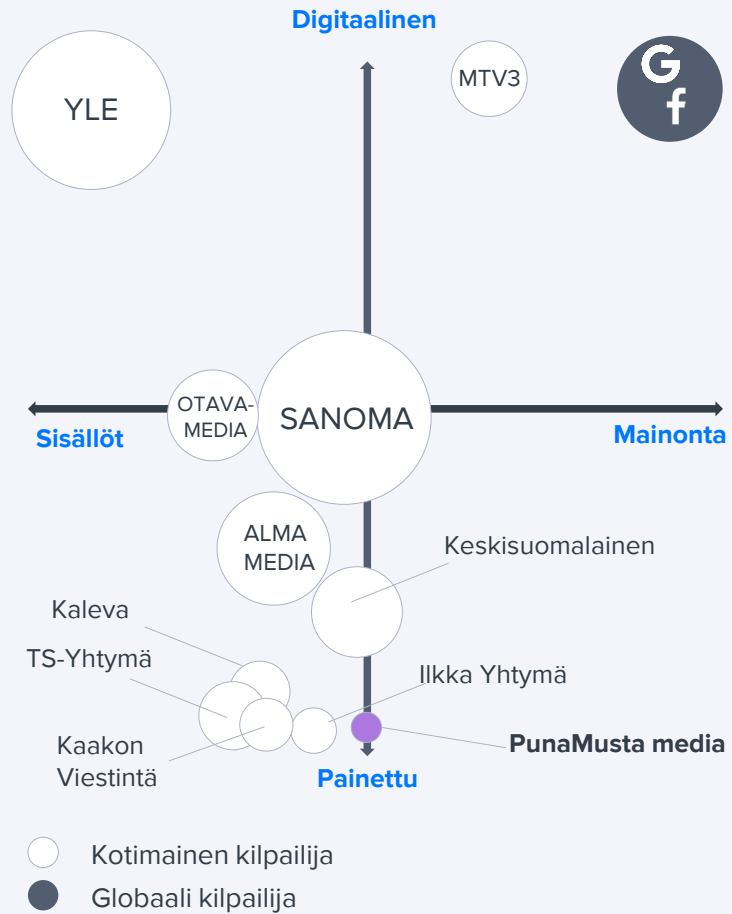 Digitaalinen
YLE
MTV3
G
f
OTAVA-
MEDIA
SANOMA
Sisällöt
Mainonta
ALMA
MEDIA
Keskisuomalainen
Kaleva
TS-Yhtymä
Ilkka Yhtymä
Kaakon
Viestintä
PunaMusta media
Painettu
Kotimainen kilpailija
Globaali kilpailija